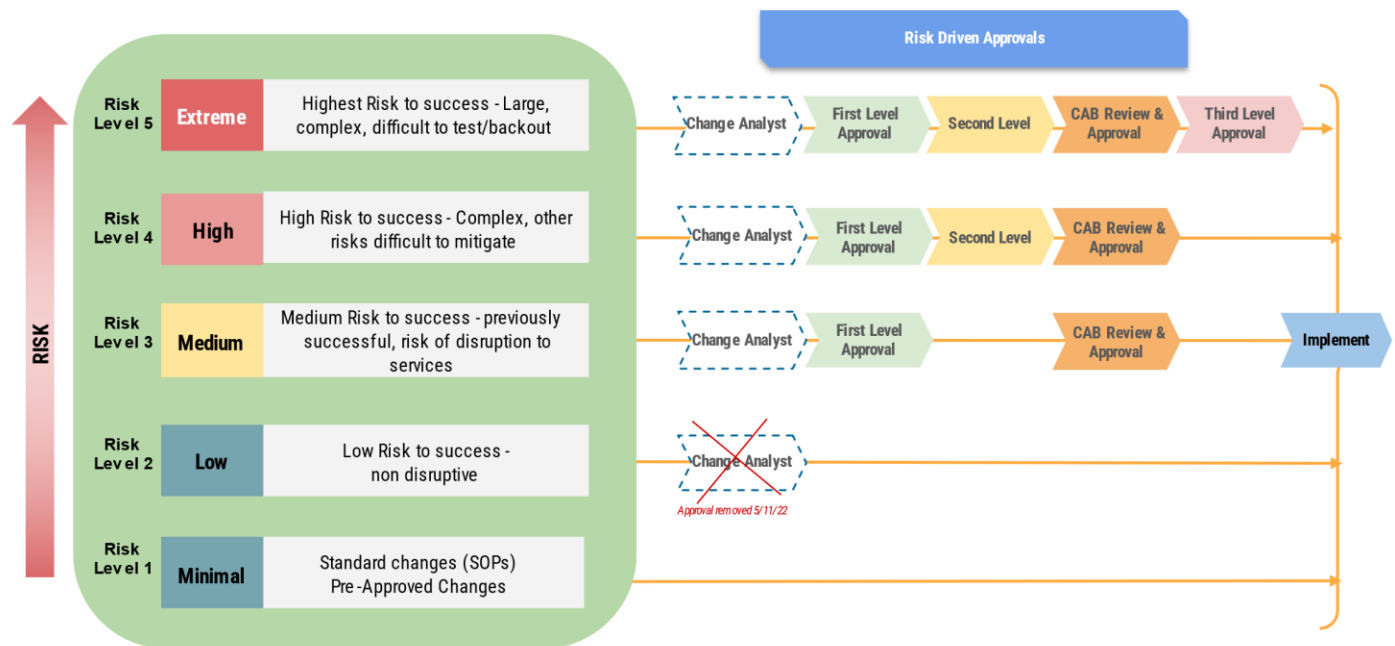 Risk Driven Approvals
RISK
Risk
Level 5
Extreme
Highest Risk to success - Large,
complex, difficult to test/backout
Change Analyst
First Level
Approval
Second Level
CAB Review &
Approval
Third Level
Approval
Risk
Level 4
High
High Risk to success - Complex, other
risks difficult to mitigate
Change Analyst
First Level
Approval
Second Level
CAB Review &
Approval
Risk
Level 3
Medium
Medium Risk to success - previously
successful, risk of disruption to
services
Change Analyst
First Level
Approval
CAB Review &
Approval
Implement
Risk
Level 2
Low
Low Risk to success -
non disruptive
Change Analyst
Approval removed 5/11/22
Risk
Level 1
Minimal
Standard changes (SOPs)
Pre-Approved Changes